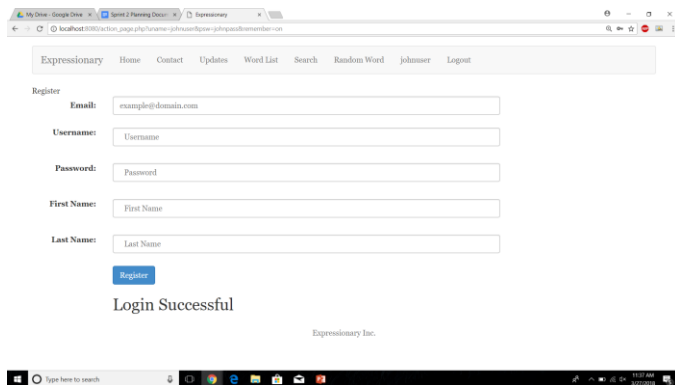 My Drive - Google Drive
Sprint 2 Planning Docum
Expressionary
localhost:8080/action_page.php?uname=johnuser&psw=johnpass&remember=on
Expressionary Home Contact Updates Word List Search Random Word johnuser Logout
Register
Email: example@domain.com
Username: Username
Password: Password
First Name: First Name
Last Name: Last Name
Register
Login Successful
Expressionary Inc.
Type here to search
11:37 AM
3/27/2018